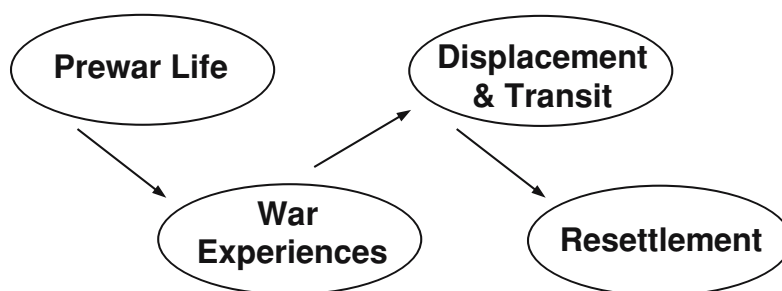 Prewar Life
War
Experiences
Displacement
& Transit
Resettlement